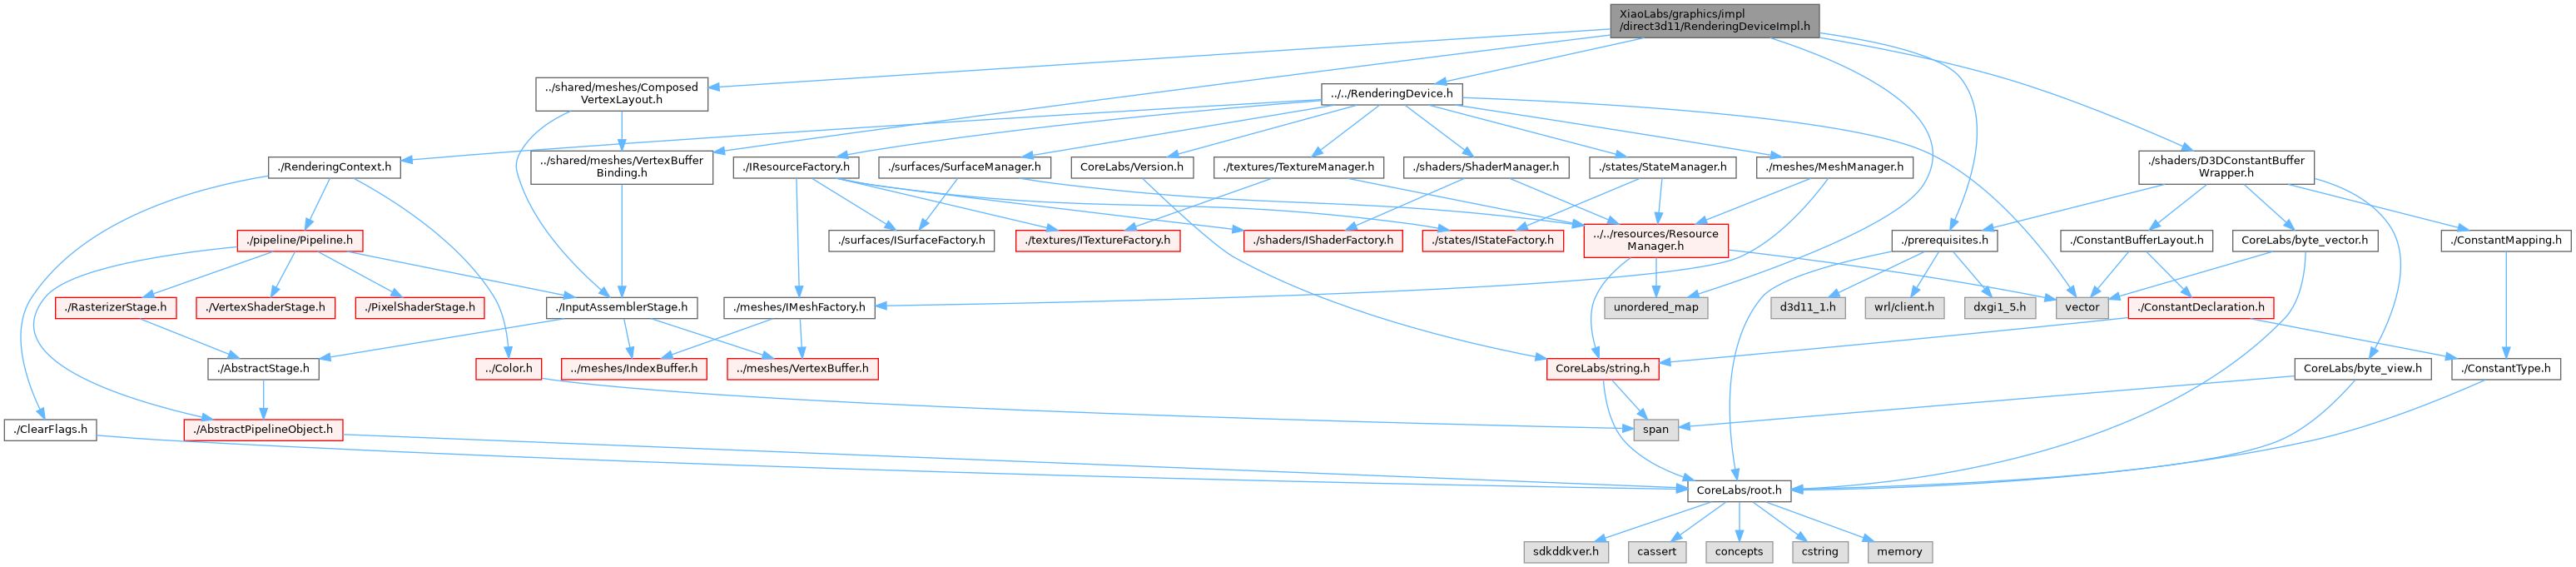 XiaoLabs/graphics/impl
/direct3d11/RenderingDeviceImpl.h
../shared/meshes/Composed
VertexLayout.h
../../RenderingDevice.h
./RenderingContext.h
../shared/meshes/VertexBuffer
Binding.h
./IResourceFactory.h
./surfaces/SurfaceManager.h
CoreLabs/Version.h
./textures/TextureManager.h
./shaders/ShaderManager.h
./states/StateManager.h
./meshes/MeshManager.h
./shaders/D3DConstantBuffer
Wrapper.h
./pipeline/Pipeline.h
./surfaces/ISurfaceFactory.h
./textures/ITextureFactory.h
./shaders/IShaderFactory.h
./states/IStateFactory.h
../../resources/Resource
Manager.h
./prerequisites.h
./ConstantBufferLayout.h
CoreLabs/byte_vector.h
./ConstantMapping.h
./RasterizerStage.h
./VertexShaderStage.h
./PixelShaderStage.h
./InputAssemblerStage.h
./meshes/IMeshFactory.h
unordered_map
d3d11_1.h
wrl/client.h
dxgi1_5.h
vector
./ConstantDeclaration.h
./AbstractStage.h
../Color.h
../meshes/IndexBuffer.h
../meshes/VertexBuffer.h
CoreLabs/string.h
CoreLabs/byte_view.h
./ConstantType.h
./ClearFlags.h
./AbstractPipelineObject.h
span
CoreLabs/root.h
sdkddkver.h
cassert
concepts
cstring
memory